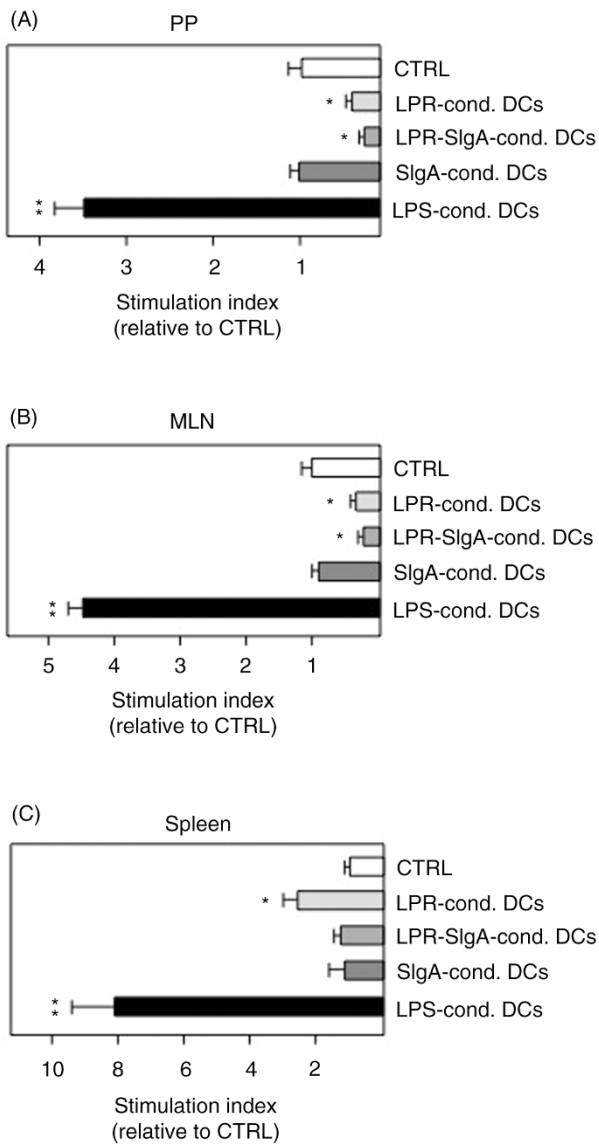 (A)
PP
CTRL
* LPR-cond. DCs
* LPR-SIgA-cond. DCs
SIgA-cond. DCs
** LPS-cond. DCs
4 3 2 1
Stimulation index
(relative to CTRL)
(B)
MLN
CTRL
* LPR-cond. DCs
* LPR-SIgA-cond. DCs
SIgA-cond. DCs
** LPS-cond. DCs
5 4 3 2 1
Stimulation index
(relative to CTRL)
(C)
Spleen
CTRL
* LPR-cond. DCs
LPR-SIgA-cond. DCs
SIgA-cond. DCs
** LPS-cond. DCs
10 8 6 4 2
Stimulation index
(relative to CTRL)